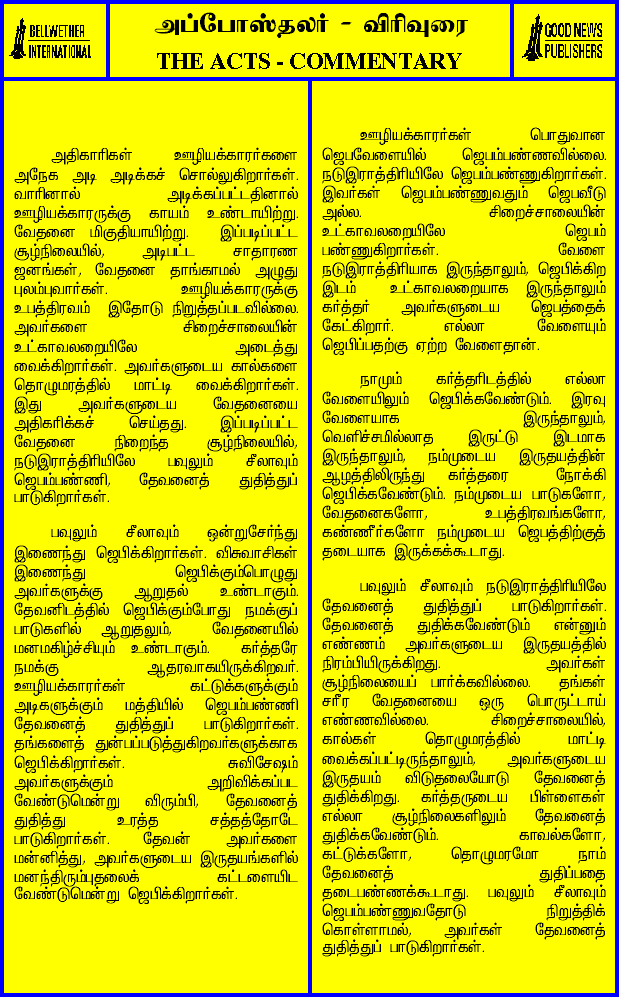 BELLWETHER
INTERNATIONAL
அப்போஸ்தலர் - விரிவுரை
THE ACTS - COMMENTARY
GOOD NEWS
PUBLISHERS
அதிகாரிகள் ஊழியக்காரர்களை
அநேக அடி அடிக்கச் சொல்லுகிறார்கள்.
வாரினால் அடிக்கப்பட்டதினால்
ஊழியக்காரருக்கு காயம் உண்டாயிற்று.
வேதனை மிகுதியாயிற்று. இப்படிப்பட்ட
சூழ்நிலையில், அடிபட்ட சாதாரண
ஜனங்கள், வேதனை தாங்காமல் அழுது
புலம்புவார்கள். ஊழியக்காரருக்கு
உபத்திரவம் இதோடு நிறுத்தப்படவில்லை.
அவர்களை சிறைச்சாலையின்
உட்காவலறையிலே அடைத்து
வைக்கிறார்கள். அவர்களுடைய கால்களை
தொழுமரத்தில் மாட்டி வைக்கிறார்கள்.
இது அவர்களுடைய வேதனையை
அதிகரிக்கச் செய்தது. இப்படிப்பட்ட
வேதனை நிறைந்த சூழ்நிலையில்,
நடுஇராத்திரியிலே பவுலும் சீலாவும்
ஜெபம்பண்ணி, தேவனைத் துதித்துப்
பாடுகிறார்கள்.
பவுலும் சீலாவும் ஒன்றுசேர்ந்து
இணைந்து ஜெபிக்கிறார்கள். விசுவாசிகள்
இணைந்து ஜெபிக்கும்பொழுது
அவர்களுக்கு ஆறுதல் உண்டாகும்.
தேவனிடத்தில் ஜெபிக்கும்போது நமக்குப்
பாடுகளில் ஆறுதலும், வேதனையில்
மனமகிழ்ச்சியும் உண்டாகும். கர்த்தரே
நமக்கு ஆதரவாகயிருக்கிறவர்.
ஊழியக்காரர்கள் கட்டுக்களுக்கும்
அடிகளுக்கும் மத்தியில் ஜெபம்பண்ணி
தேவனைத் துதித்துப் பாடுகிறார்கள்.
தங்களைத் துன்பப்படுத்துகிறவர்களுக்காக
ஜெபிக்கிறார்கள். சுவிசேஷம்
அவர்களுக்கும் அறிவிக்கப்பட
வேண்டுமென்று விரும்பி, தேவனைத்
துதித்து உரத்த சத்தத்தோடே
பாடுகிறார்கள். தேவன் அவர்களை
மன்னித்து, அவர்களுடைய இருதயங்களில்
மனந்திரும்புதலைக் கட்டளையிட
வேண்டுமென்று ஜெபிக்கிறார்கள்.
ஊழியக்காரர்கள் பொதுவான
ஜெபவேளையில் ஜெபம்பண்ணவில்லை.
நடுஇராத்திரியிலே ஜெபம்பண்ணுகிறார்கள்.
இவர்கள் ஜெபம்பண்ணுவதும் ஜெபவீடு
அல்ல. சிறைச்சாலையின்
உட்காவலறையிலே ஜெபம்
பண்ணுகிறார்கள். வேளை
நடுஇராத்திரியாக இருந்தாலும், ஜெபிக்கிற
இடம் உட்காவலறையாக இருந்தாலும்
கர்த்தர் அவர்களுடைய ஜெபத்தைக்
கேட்கிறார். எல்லா வேளையும்
ஜெபிப்பதற்கு ஏற்ற வேளைதான்.
நாமும் கர்த்தரிடத்தில் எல்லா
வேளையிலும் ஜெபிக்கவேண்டும். இரவு
வேளையாக இருந்தாலும்,
வெளிச்சமில்லாத இருட்டு இடமாக
இருந்தாலும், நம்முடைய இருதயத்தின்
ஆழத்திலிருந்து கர்த்தரை நோக்கி
ஜெபிக்கவேண்டும். நம்முடைய பாடுகளோ,
வேதனைகளோ, உபத்திரவங்களோ,
கண்ணீர்களோ நம்முடைய ஜெபத்திற்குத்
தடையாக இருக்கக்கூடாது.
பவுலும் சீலாவும் நடுஇராத்திரியிலே
தேவனைத் துதித்துப் பாடுகிறார்கள்.
தேவனைத் துதிக்கவேண்டும் என்னும்
எண்ணம் அவர்களுடைய இருதயத்தில்
நிரம்பியிருக்கிறது. அவர்கள்
சூழ்நிலையைப் பார்க்கவில்லை. தங்கள்
சரீர வேதனையை ஒரு பொருட்டாய்
எண்ணவில்லை. சிறைச்சாலையில்,
கால்கள் தொழுமரத்தில் மாட்டி
வைக்கப்பட்டிருந்தாலும், அவர்களுடைய
இருதயம் விடுதலையோடு தேவனைத்
துதிக்கிறது. கர்த்தருடைய பிள்ளைகள்
எல்லா சூழ்நிலைகளிலும் தேவனைத்
துதிக்கவேண்டும். காவல்களோ,
கட்டுக்களோ, தொழுமரமோ நாம்
தேவனைத் துதிப்பதை
தடைபண்ணக்கூடாது. பவுலும் சீலாவும்
ஜெபம்பண்ணுவதோடு நிறுத்திக்
கொள்ளாமல், அவர்கள் தேவனைத்
துதித்துப் பாடுகிறார்கள்.